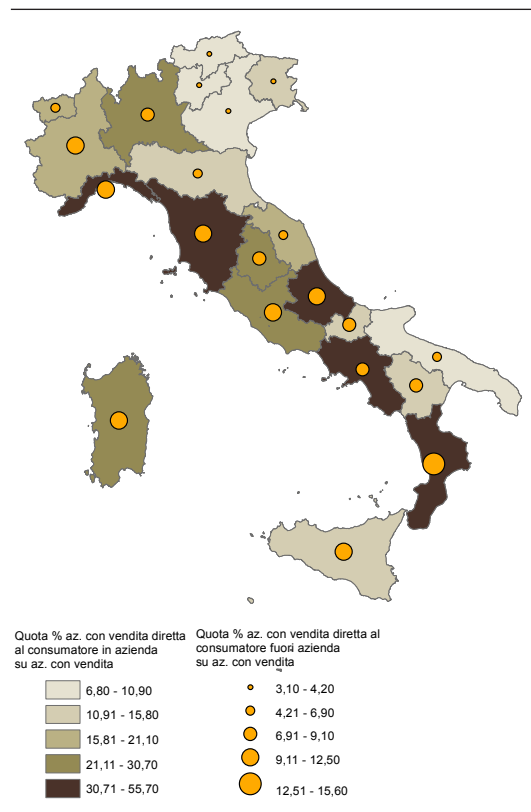 Quota % az. con vendita diretta
al consumatore in azienda
su az. con vendita
6,80 - 10,90
10,91 - 15,80
15,81 - 21,10
21,11 - 30,70
30,71 - 55,70
Quota % az. con vendita diretta al
consumatore fuori azienda
su az. con vendita
3,10 - 4,20
4,21 - 6,90
6,91 - 9,10
9,11 - 12,50
12,51 - 15,60